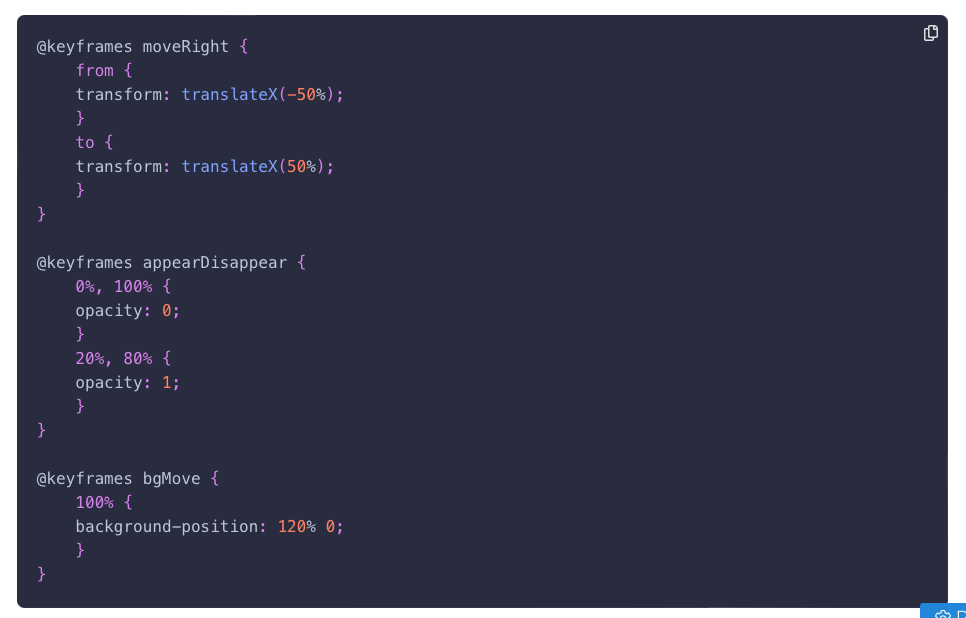 @keyframes moveRight {
    from {
    transform: translateX(-50%);
    }
    to {
    transform: translateX(50%);
    }
}

@keyframes appearDisappear {
    0%, 100% {
    opacity: 0;
    }
    20%, 80% {
    opacity: 1;
    }
}

@keyframes bgMove {
    100% {
    background-position: 120% 0;
    }
}